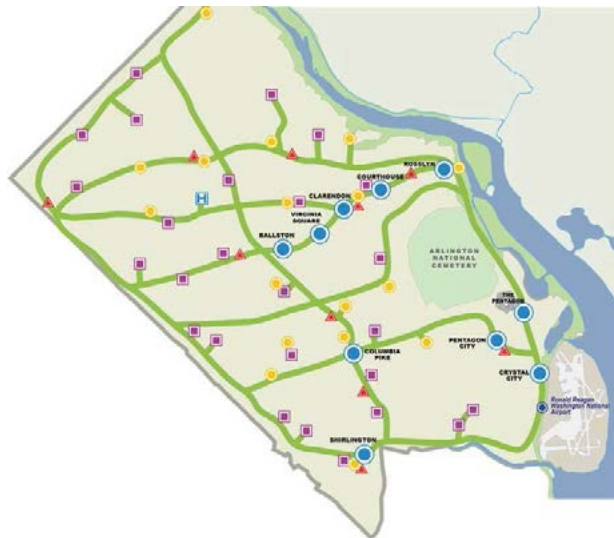 ROSSLYN
COURTHOUSE
CLARENDON
VIRGINIA
SQUARE
BALLSTON
ARLINGTON
NATIONAL
CEMETERY
THE
PENTAGON
PENTAGON
CITY
COLUMBIA
PIKE
CRYSTAL
CITY
Ronald Reagan
Washington National
Airport
SHIRLINGTON
H